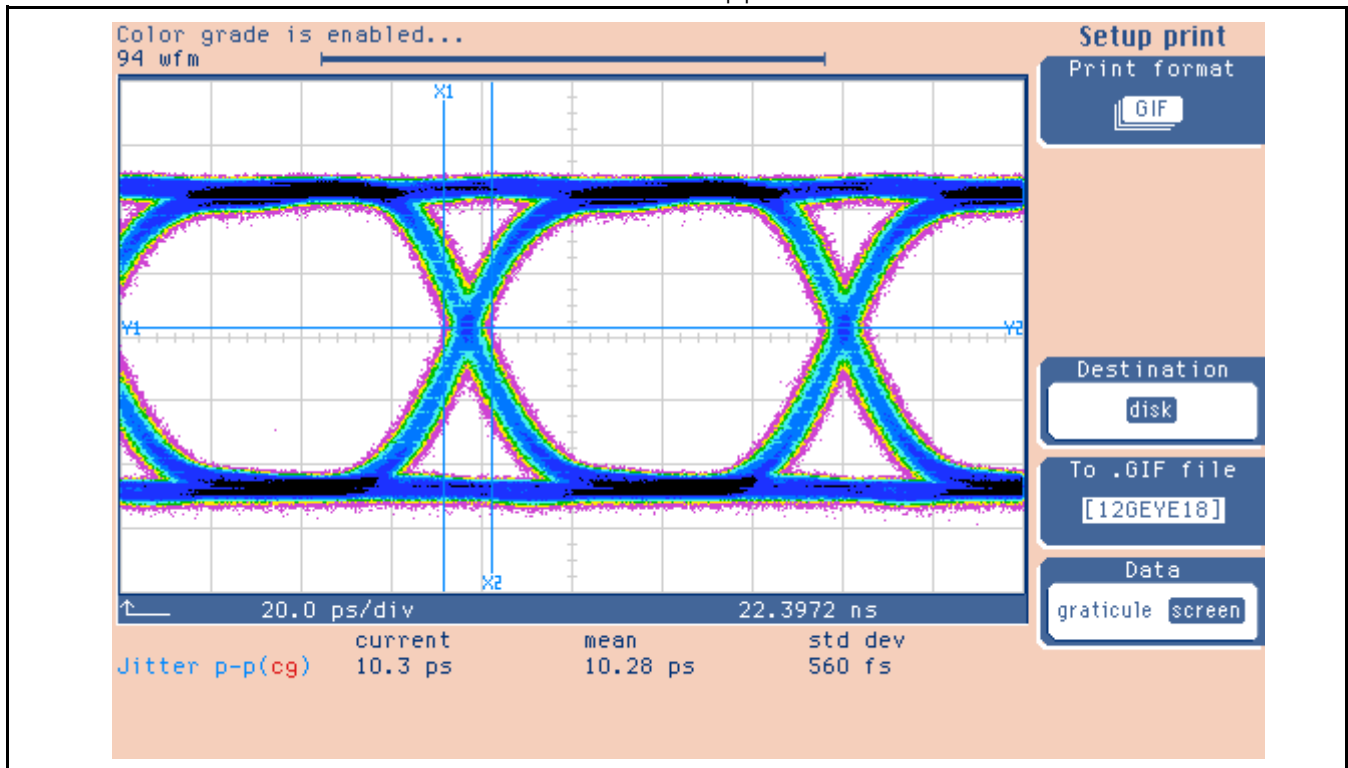 Color grade is enabled...
94 wfm
X1
Y1
Y2
X2
20.0 ps/div 22.3972 ns
current mean std dev
Jitter p-p(cg) 10.3 ps 10.28 ps 560 fs
Setup print
Print format
GIF
Destination
disk
To .GIF file
[12GEYE18]
Data
graticule screen